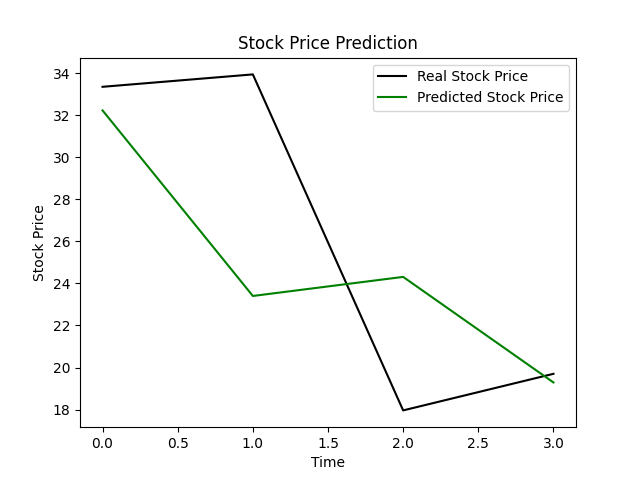 Stock Price Prediction
Real Stock Price
Predicted Stock Price
Stock Price
34
32
30
28
26
24
22
20
18
0.0 0.5 1.0 1.5 2.0 2.5 3.0
Time